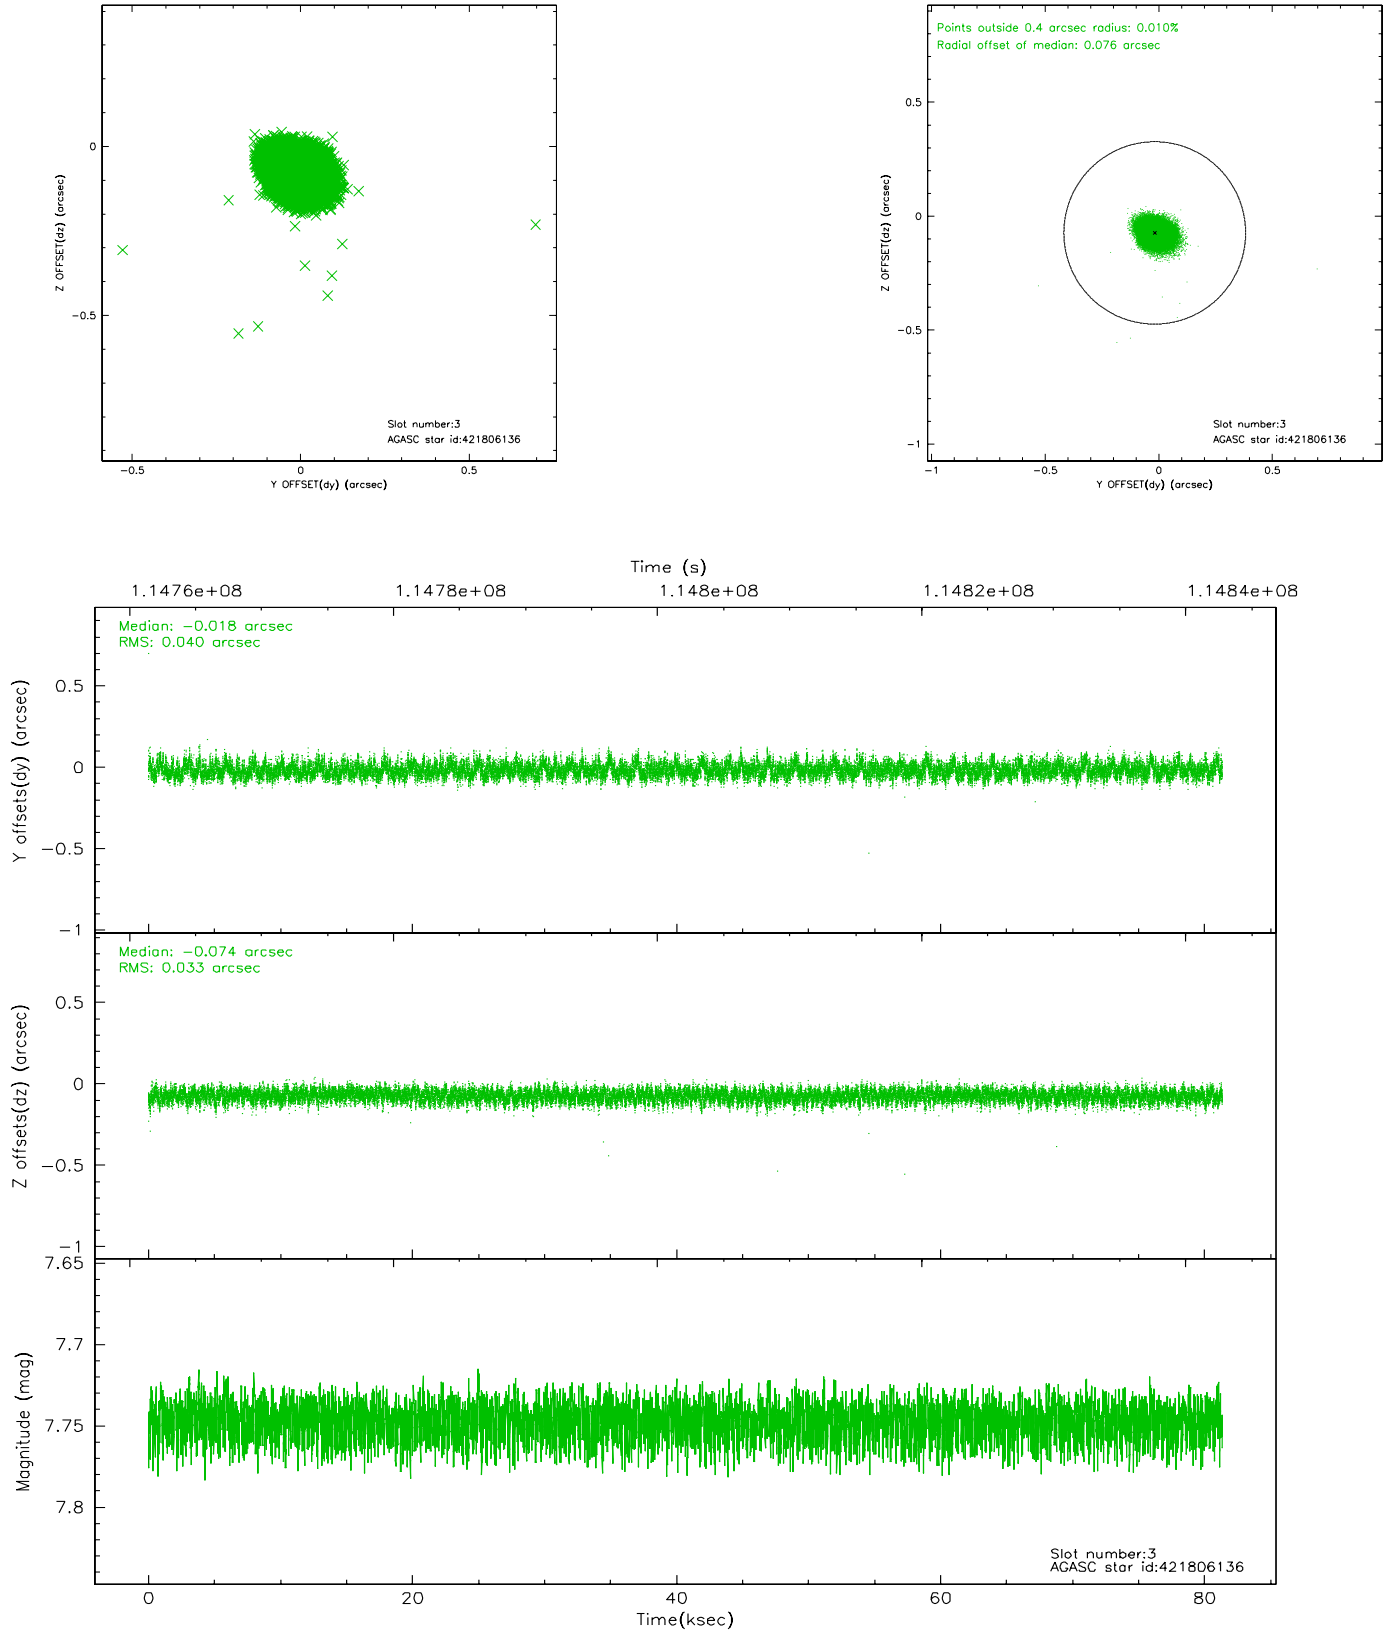 0
-0.5
Z OFFSET(dz) (arcsec)
Slot number:3
AGASC star id:421806136
-0.5
0
0.5
Y OFFSET(dy) (arcsec)
Points outside 0.4 arcsec radius: 0.010%
Radial offset of median: 0.076 arcsec
0.5
0
-0.5
-1
Z OFFSET(dz) (arcsec)
Slot number:3
AGASC star id:421806136
-1
-0.5
0
0.5
Y OFFSET(dy) (arcsec)
Time (s)
1.1476e+08
1.1478e+08
1.148e+08
1.1482e+08
1.1484e+08
Median: -0.018 arcsec
RMS: 0.040 arcsec
0.5
0
-0.5
-1
Y offsets(dy) (arcsec)
Median: -0.074 arcsec
RMS: 0.033 arcsec
0.5
0
-0.5
-1
Z offsets(dz) (arcsec)
7.65
7.7
7.75
7.8
Magnitude (mag)
Slot number:3
AGASC star id:421806136
0
20
40
60
80
Time(ksec)